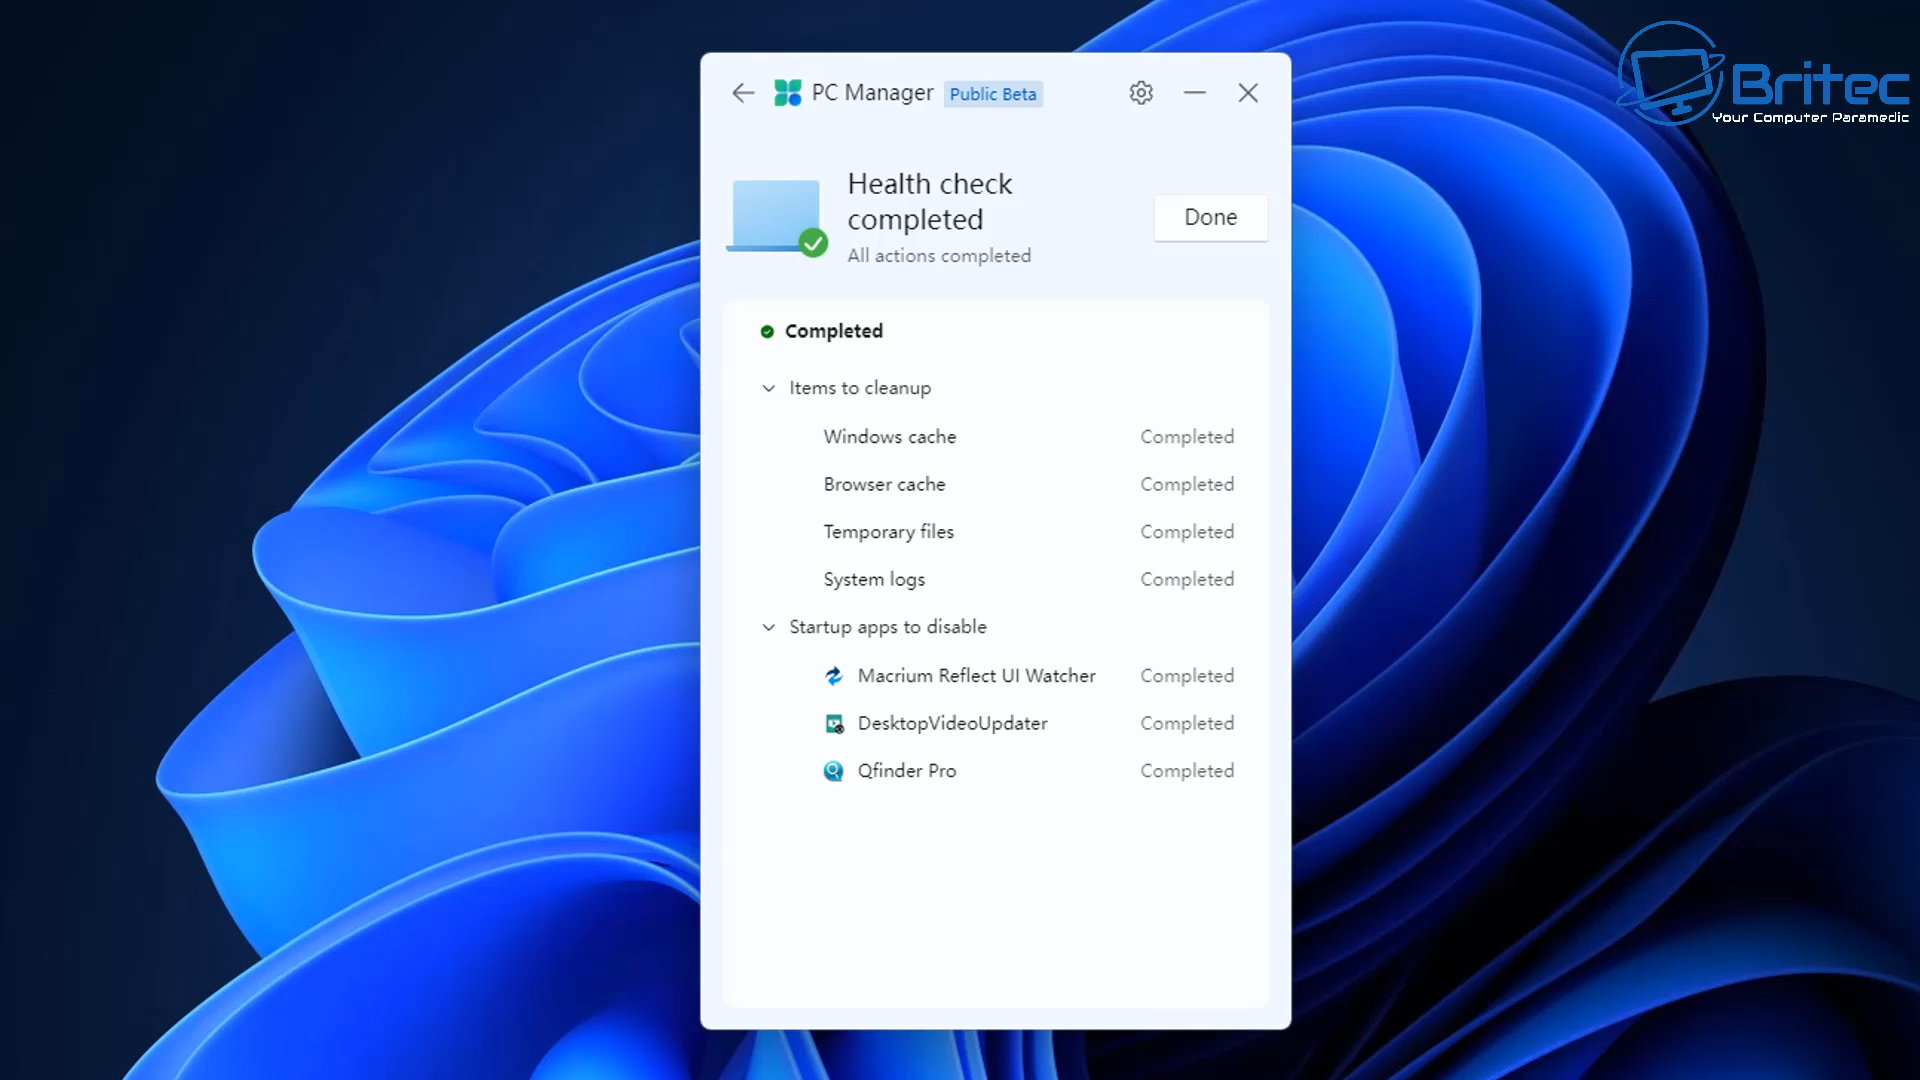 PC Manager Public Beta
Britec
Your Computer Paramedic
Health check
completed
All actions completed
Done
Completed
Items to cleanup
Windows cache Completed
Browser cache Completed
Temporary files Completed
System logs Completed
Startup apps to disable
Macrium Reflect UI Watcher Completed
DesktopVideoUpdater Completed
Qfinder Pro Completed